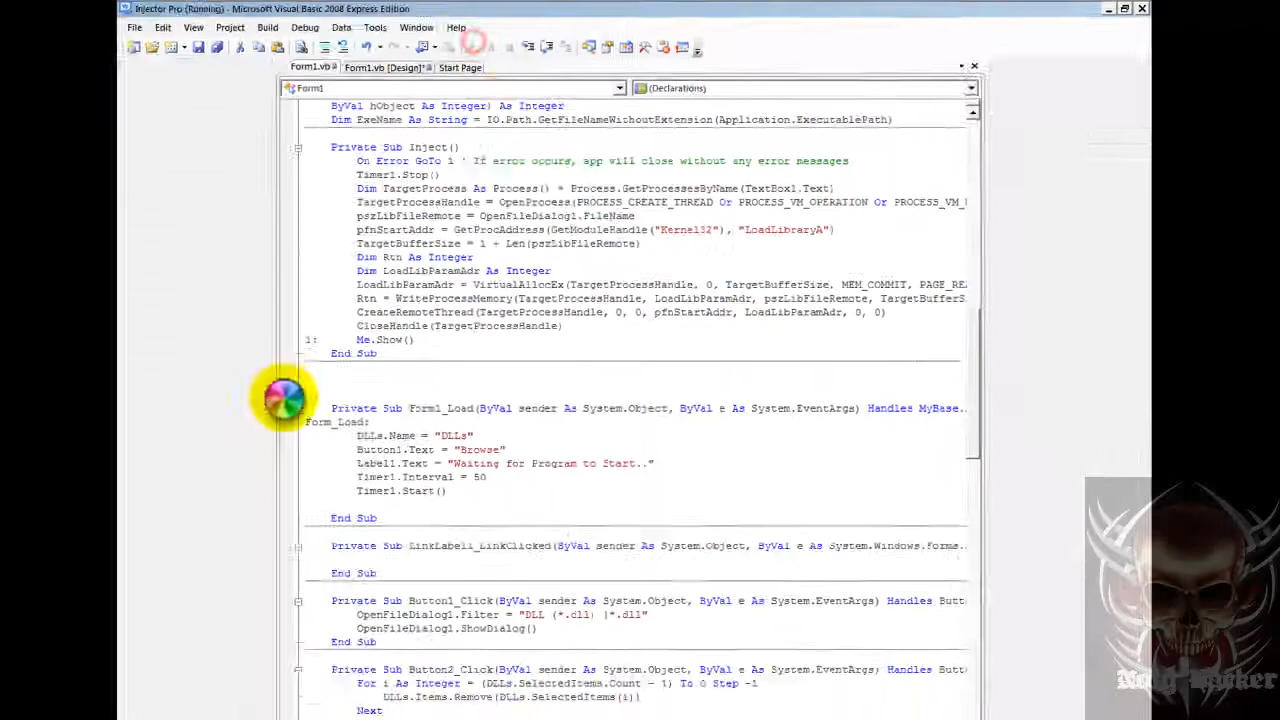 Injector Pro (Running) - Microsoft Visual Basic 2008 Express Edition
File Edit View Project Build Debug Data Tools Window Help
Form1.vb Form1.vb [Design]* Start Page
Form1 (Declarations)
ByVal hObject As Integer) As Integer
Dim ExeName As String = IO.Path.GetFileNameWithoutExtension(Application.ExecutablePath)
Private Sub Inject()
On Error GoTo 1 ' If error occurs, app will close without any error messages
Timer1.Stop()
Dim TargetProcess As Process() = Process.GetProcessesByName(TextBox1.Text)
TargetProcessHandle = OpenProcess(PROCESS_CREATE_THREAD Or PROCESS_VM_OPERATION Or PROCESS_VM_
pszLibFileRemote = OpenFileDialog1.FileName
pfnStartAddr = GetProcAddress(GetModuleHandle("Kernel32"), "LoadLibraryA")
TargetBufferSize = 1 + Len(pszLibFileRemote)
Dim Rtn As Integer
Dim LoadLibParamAdr As Integer
LoadLibParamAdr = VirtualAllocEx(TargetProcessHandle, 0, TargetBufferSize, MEM_COMMIT, PAGE_RE
Rtn = WriteProcessMemory(TargetProcessHandle, LoadLibParamAdr, pszLibFileRemote, TargetBufferS
CreateRemoteThread(TargetProcessHandle, 0, 0, pfnStartAddr, LoadLibParamAdr, 0, 0)
CloseHandle(TargetProcessHandle)
1: Me.Show()
End Sub
Private Sub Form1_Load(ByVal sender As System.Object, ByVal e As System.EventArgs) Handles MyBase.
Form_Load:
DLLs.Name = "DLLs"
Button1.Text = "Browse"
Label1.Text = "Waiting for Program to Start.."
Timer1.Interval = 50
Timer1.Start()
End Sub
Private Sub LinkLabel1_LinkClicked(ByVal sender As System.Object, ByVal e As System.Windows.Forms.
End Sub
Private Sub Button1_Click(ByVal sender As System.Object, ByVal e As System.EventArgs) Handles Butt
OpenFileDialog1.Filter = "DLL (*.dll) |*.dll"
OpenFileDialog1.ShowDialog()
End Sub
Private Sub Button2_Click(ByVal sender As System.Object, ByVal e As System.EventArgs) Handles Butt
For i As Integer = (DLLs.SelectedItems.Count - 1) To 0 Step -1
DLLs.Items.Remove(DLLs.SelectedItems(i))
Next